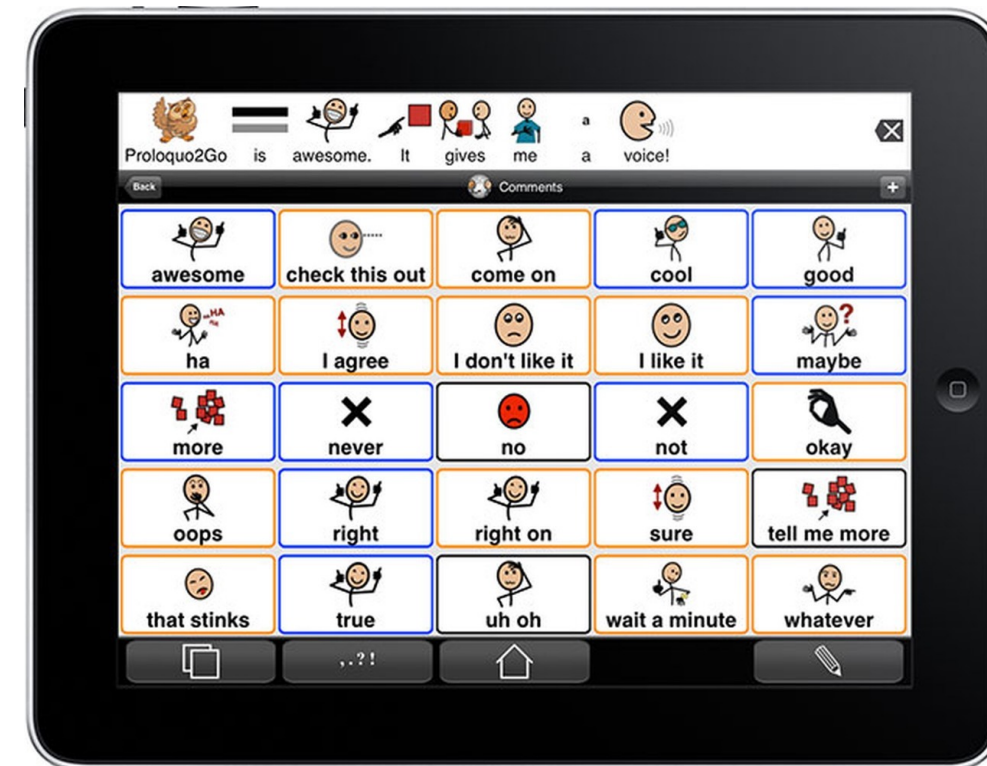 Proloquo2Go is awesome. It gives me a a voice!
Back Comments +
awesome check this out come on cool good
HA HA
ha I agree I don't like it I like it maybe
?
more never no not okay
oops right right on sure tell me more
that stinks true uh oh wait a minute whatever
,.?!